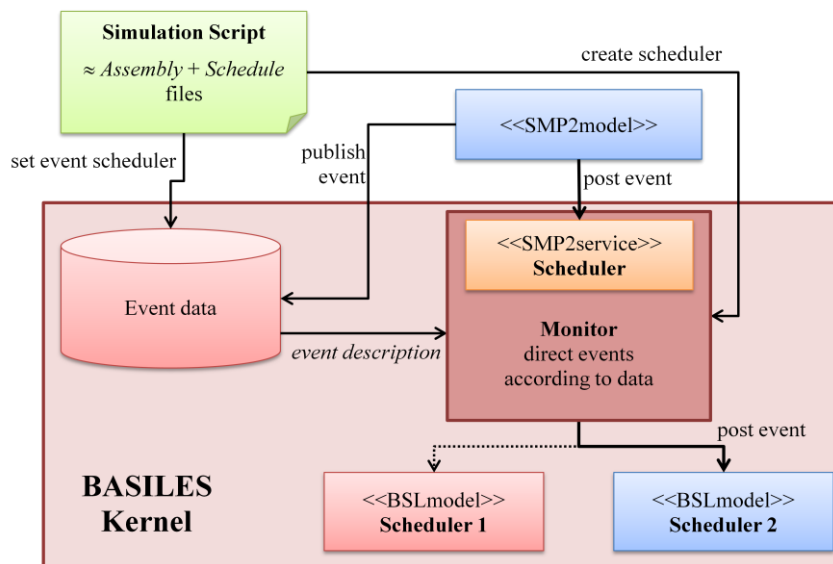 Simulation Script
≈ Assembly + Schedule
files
create scheduler
<<SMP2model>>
set event scheduler
publish
event
post event
<<SMP2service>>
Scheduler
Event data
Monitor
direct events
according to data
event description
post event
BASILES
Kernel
<<BSLmodel>>
Scheduler 1
<<BSLmodel>>
Scheduler 2